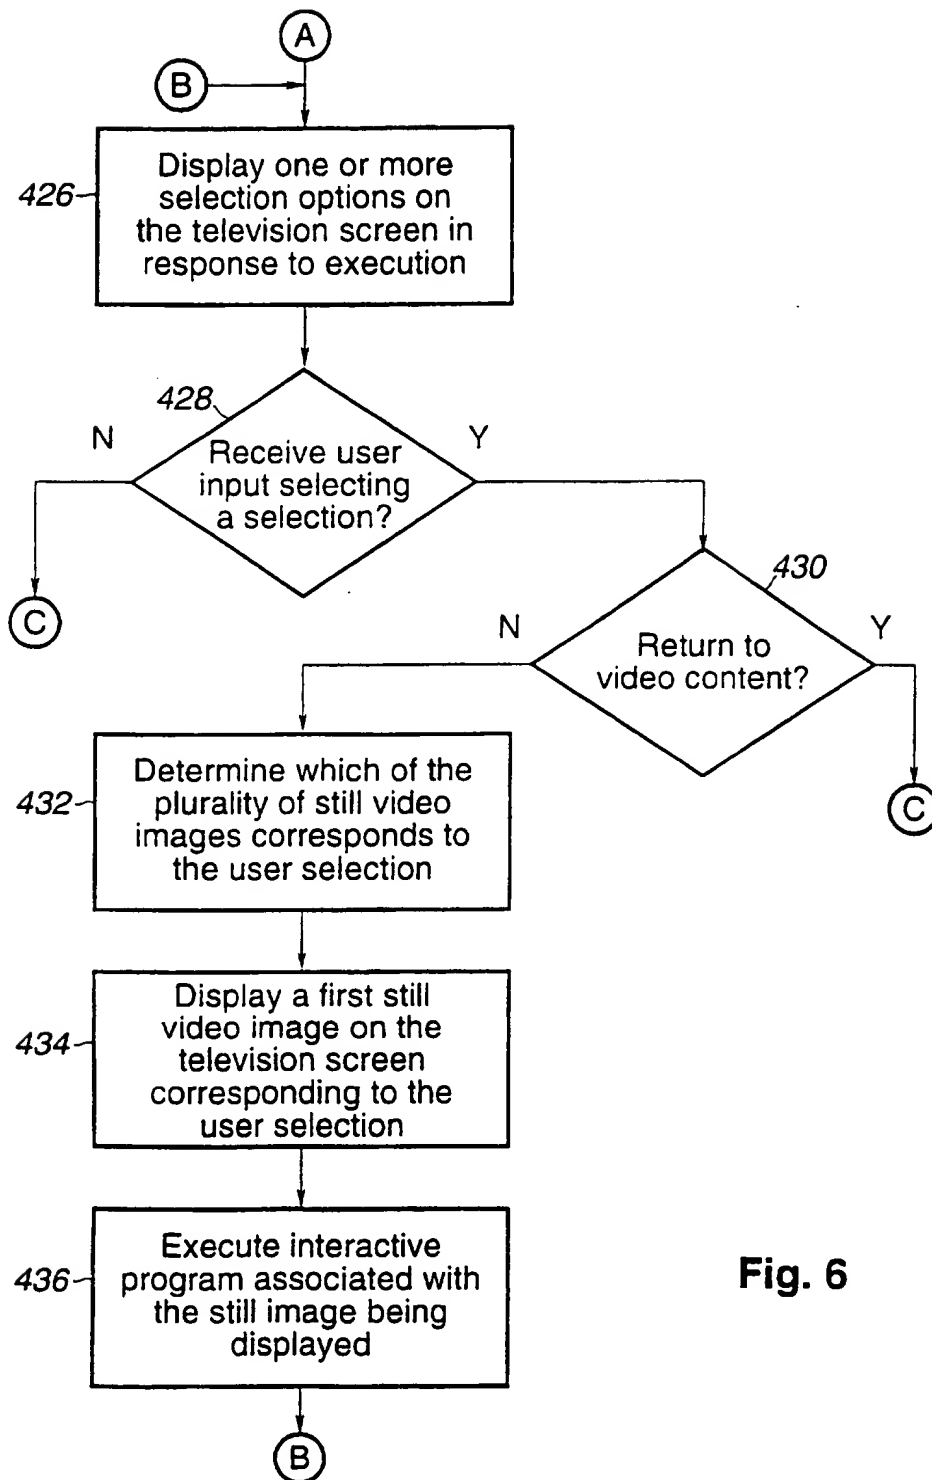 A
B
426
Display one or more
selection options on
the television screen in
response to execution
428
N
Y
Receive user
input selecting
a selection?
C
430
N
Y
Return to
video content?
C
432
Determine which of the
plurality of still video
images corresponds to
the user selection
434
Display a first still
video image on the
television screen
corresponding to the
user selection
436
Execute interactive
program associated with
the still image being
displayed
B
Fig. 6